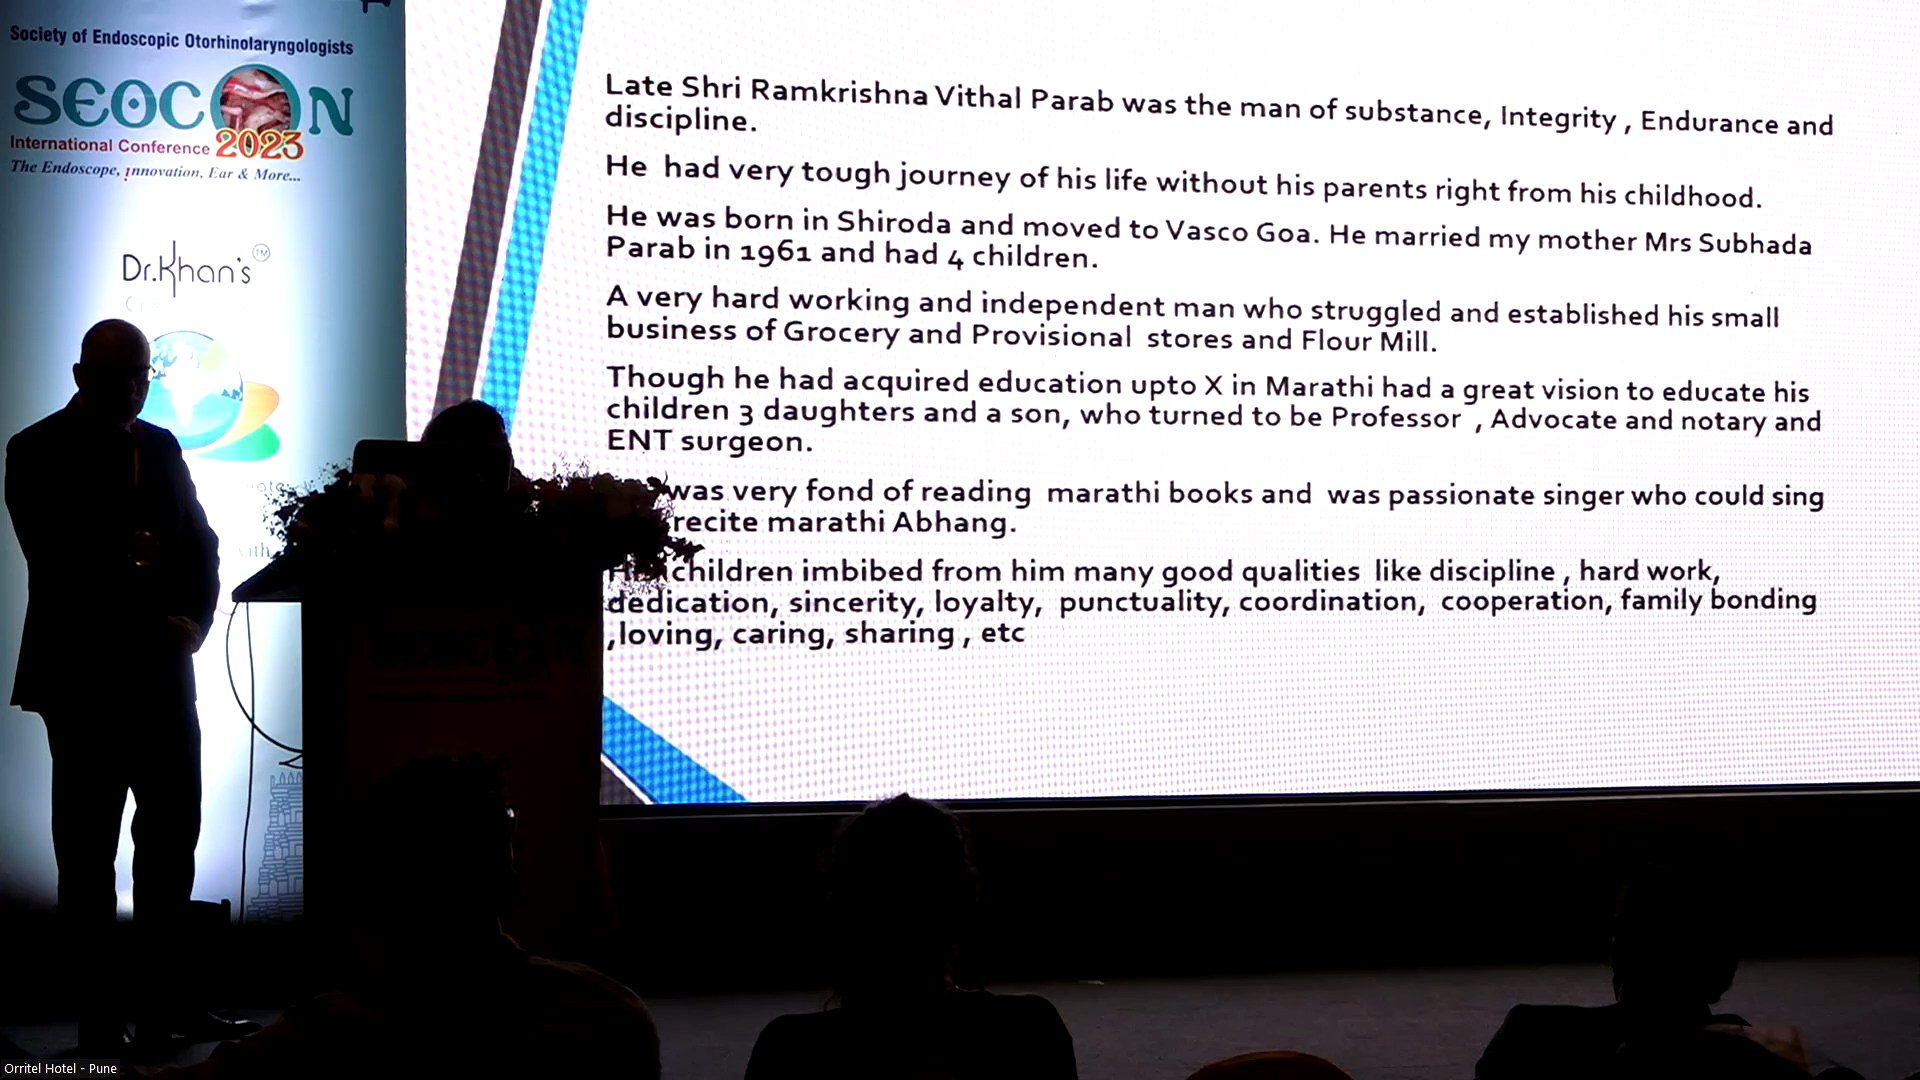 Society of Endoscopic Otorhinolaryngologists
SEOCON
International Conference 2023
The Endoscope, innovation, Ear & More...
Dr.Khan's TM
Late Shri Ramkrishna Vithal Parab was the man of substance, Integrity , Endurance and
discipline.
He had very tough journey of his life without his parents right from his childhood.
He was born in Shiroda and moved to Vasco Goa. He married my mother Mrs Subhada
Parab in 1961 and had 4 children.
A very hard working and independent man who struggled and established his small
business of Grocery and Provisional stores and Flour Mill.
Though he had acquired education upto X in Marathi had a great vision to educate his
children 3 daughters and a son, who turned to be Professor , Advocate and notary and
ENT surgeon.
was very fond of reading marathi books and was passionate singer who could sing
recite marathi Abhang.
children imbibed from him many good qualities like discipline , hard work,
dedication, sincerity, loyalty, punctuality, coordination, cooperation, family bonding
,loving, caring, sharing , etc
SEOCON
Orritel Hotel - Pune